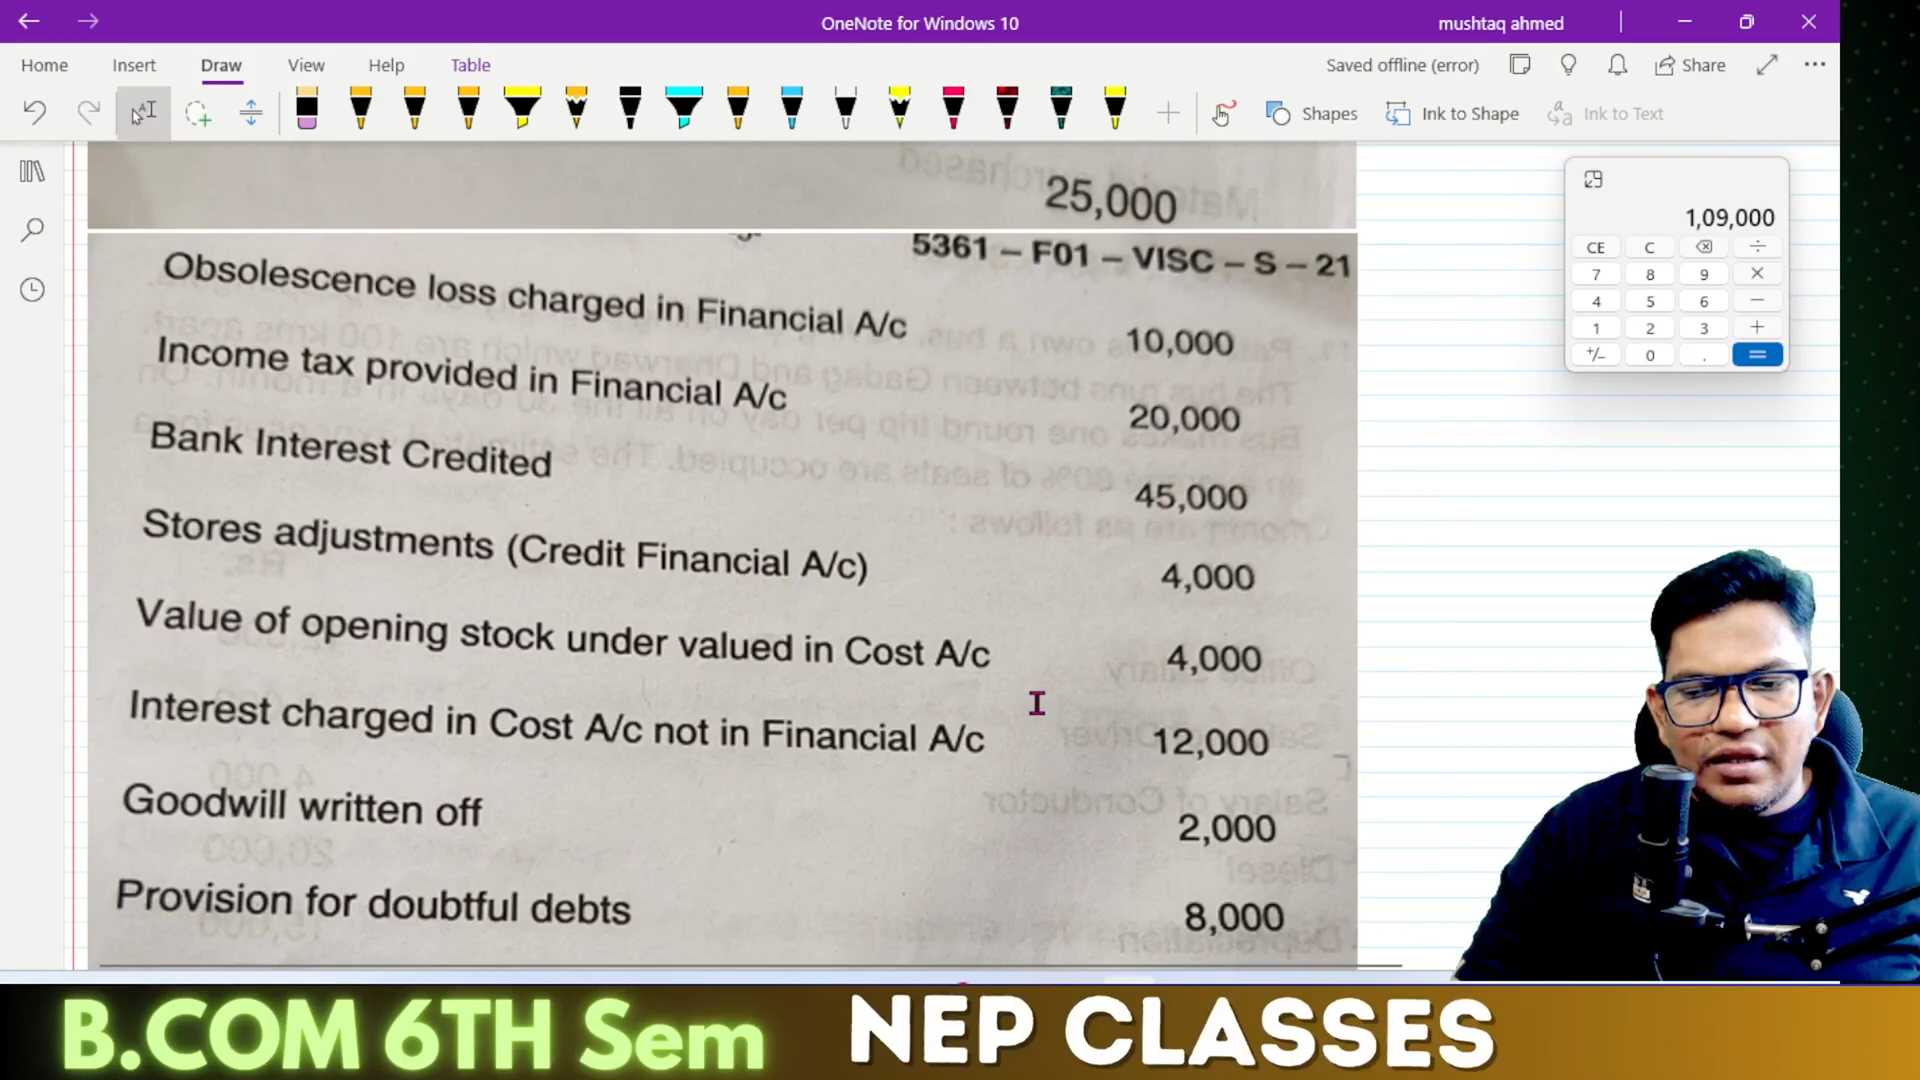 OneNote for Windows 10
mushtaq ahmed
Home Insert Draw View Help Table
Saved offline (error) Share
Shapes Ink to Shape Ink to Text
25,000
5361 – F01 – VISC – S – 21
Obsolescence loss charged in Financial A/c 10,000
Income tax provided in Financial A/c 20,000
Bank Interest Credited 45,000
Stores adjustments (Credit Financial A/c) 4,000
Value of opening stock under valued in Cost A/c 4,000
Interest charged in Cost A/c not in Financial A/c 12,000
Goodwill written off 2,000
Provision for doubtful debts 8,000
1,09,000
CE C ⌫ ÷
7 8 9 ×
4 5 6 −
1 2 3 +
+/− 0 . =
B.COM 6TH Sem NEP CLASSES